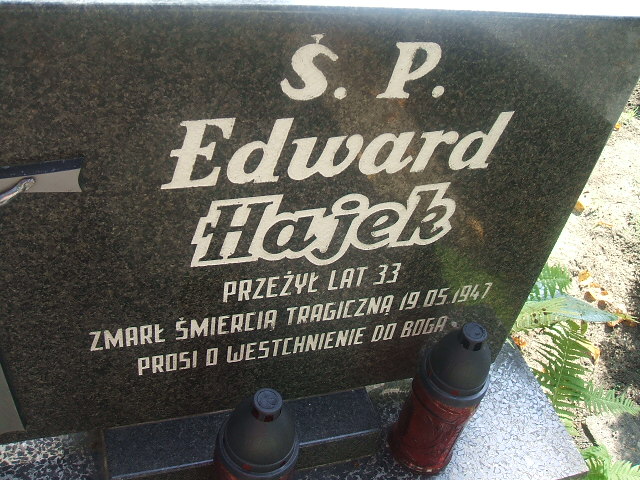 Ś. P.
Edward
Hajek
PRZEŻYŁ LAT 33
ZMARŁ ŚMIERCIĄ TRAGICZNĄ 19.05.1947
PROSI O WESTCHNIENIE DO BOGA